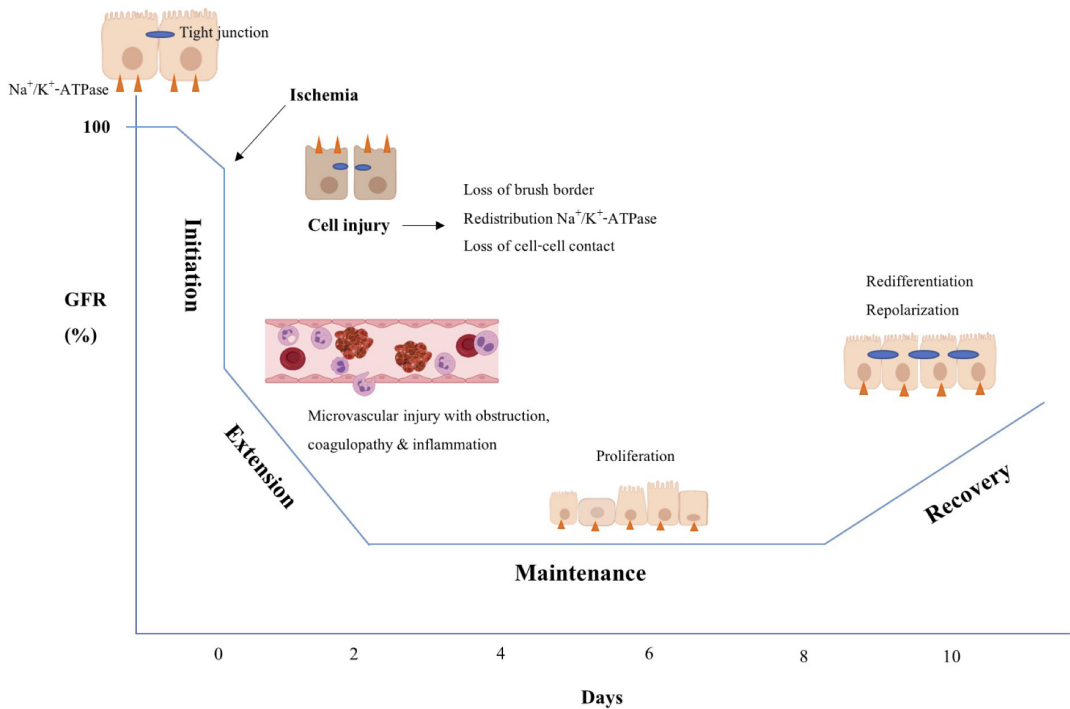 Tight junction
Na⁺/K⁺-ATPase
Ischemia
100
Cell injury
Loss of brush border
Redistribution Na⁺/K⁺-ATPase
Loss of cell-cell contact
Initiation
GFR
(%)
Redifferentiation
Repolarization
Microvascular injury with obstruction,
coagulopathy & inflammation
Extension
Proliferation
Recovery
Maintenance
0 2 4 6 8 10
Days